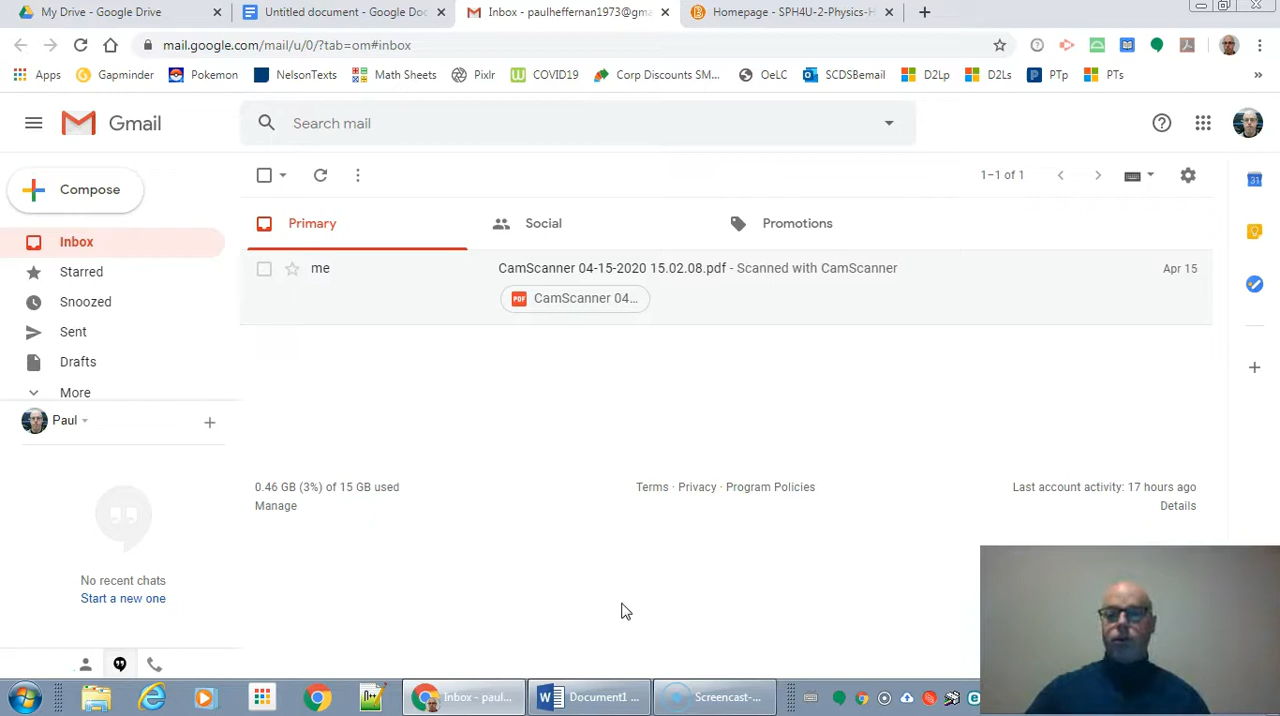 My Drive - Google Drive
Untitled document - Google Doc
Inbox - paulheffernan1973@gma
Homepage - SPH4U-2-Physics-H
mail.google.com/mail/u/0/?tab=om#inbox
Apps Gapminder Pokemon NelsonTexts Math Sheets Pixlr COVID19 Corp Discounts SM... OeLC SCDSBemail D2Lp D2Ls PTp PTs »
Gmail
Search mail
Compose
1–1 of 1
Inbox
Primary
Social
Promotions
me
CamScanner 04-15-2020 15.02.08.pdf - Scanned with CamScanner
Apr 15
PDF CamScanner 04...
Starred
Snoozed
Sent
Drafts
More
Paul
0.46 GB (3%) of 15 GB used
Manage
Terms · Privacy · Program Policies
Last account activity: 17 hours ago
Details
No recent chats
Start a new one
31
Inbox - paul...
Document1 ...
Screencast-...